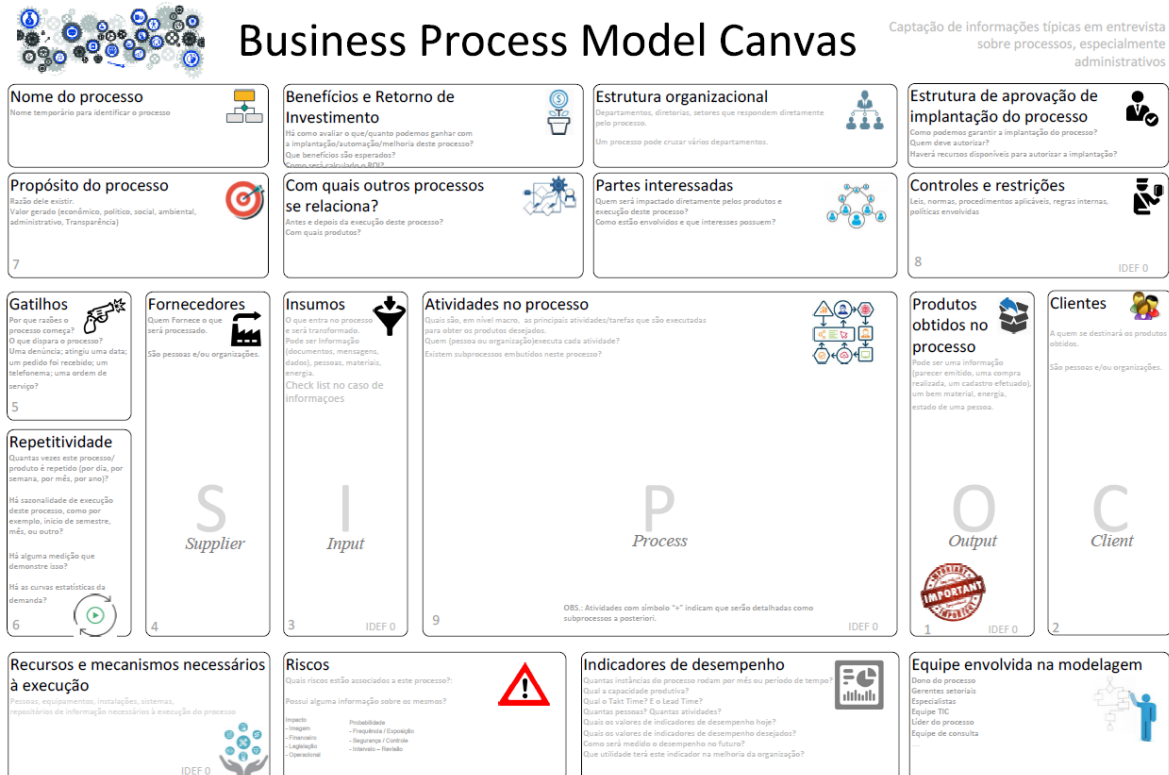 Business Process Model Canvas
Captação de informações típicas em entrevista
sobre processos, especialmente
administrativos
Nome do processo
Nome temporário para identificar o processo
Benefícios e Retorno de
Investimento
Há como avaliar o que/quanto podemos ganhar com
a implantação/automação/melhoria deste processo?
Que benefícios são esperados?
Como será calculado o ROI?
Estrutura organizacional
Departamentos, diretorias, setores que respondem diretamente
pelo processo.
Um processo pode cruzar vários departamentos.
Estrutura de aprovação de
implantação do processo
Como podemos garantir a implantação do processo?
Quem deve autorizar?
Haverá recursos disponíveis para autorizar a implantação?
Propósito do processo
Razão dele existir.
Valor gerado (econômico, político, social, ambiental,
administrativo, Transparência)
7
Com quais outros processos
se relaciona?
Antes e depois da execução deste processo?
Com quais produtos?
Partes interessadas
Quem será impactado diretamente pelos produtos e
execução deste processo?
Como estão envolvidos e que interesses possuem?
Controles e restrições
Leis, normas, procedimentos aplicáveis, regras internas,
políticas envolvidas
8
IDEF 0
Gatilhos
Por que razões o
processo começa?
O que dispara o processo?
Uma denúncia; atingiu uma data;
um pedido foi recebido; um
telefonema; uma ordem de
serviço?
5
Repetitividade
Quantas vezes este processo/
produto é repetido (por dia, por
semana, por mês, por ano)?
Há sazonalidade de execução
deste processo, como por
exemplo, inicio de semestre,
mês, ou outro?
Há alguma medição que
demonstre isso?
Há as curvas estatísticas da
demanda?
6
Fornecedores
Quem Fornece o que
será processado.
São pessoas e/ou organizações.
S
Supplier
4
Insumos
O que entra no processo
e será transformado.
Pode ser Informação
(documentos, mensagens,
dados), pessoas, materiais,
energia.
Check list no caso de
informaçoes
I
Input
3
IDEF 0
Atividades no processo
Quais são, em nível macro, as principais atividades/tarefas que são executadas
para obter os produtos desejados.
Quem (pessoa ou organização)executa cada atividade?
Existem subprocessos embutidos neste processo?
P
Process
OBS.: Atividades com símbolo "+" indicam que serão detalhadas como
subprocessos a posteriori.
9
IDEF 0
Produtos
obtidos no
processo
Pode ser uma informação
(parecer emitido, uma compra
realizada, um cadastro efetuado),
um bem material, energia,
estado de uma pessoa.
O
Output
IMPORTANT
1
IDEF 0
Clientes
A quem se destinará os produtos
obtidos.
São pessoas e/ou organizações.
C
Client
2
Recursos e mecanismos necessários
à execução
Pessoas, equipamentos, instalações, sistemas,
repositórios de informação necessários à execução do processo
IDEF 0
Riscos
Quais riscos estão associados a este processo?:
Possui alguma informação sobre os mesmos?
Impacto
- Imagem
- Financeiro
- Legislação
- Operacional
Probabilidade
- Frequência / Exposição
- Segurança / Controle
- Intervalo – Revisão
Indicadores de desempenho
Quantas instâncias do processo rodam por mês ou período de tempo?
Qual a capacidade produtiva?
Qual o Takt Time? E o Lead Time?
Quantas pessoas? Quantas atividades?
Quais os valores de indicadores de desempenho hoje?
Quais os valores de indicadores de desempenho desejados?
Como será medido o desempenho no futuro?
Que utilidade terá este indicador na melhoria da organização?
Equipe envolvida na modelagem
Dono do processo
Gerentes setoriais
Especialistas
Equipe TIC
Líder do processo
Equipe de consulta
...